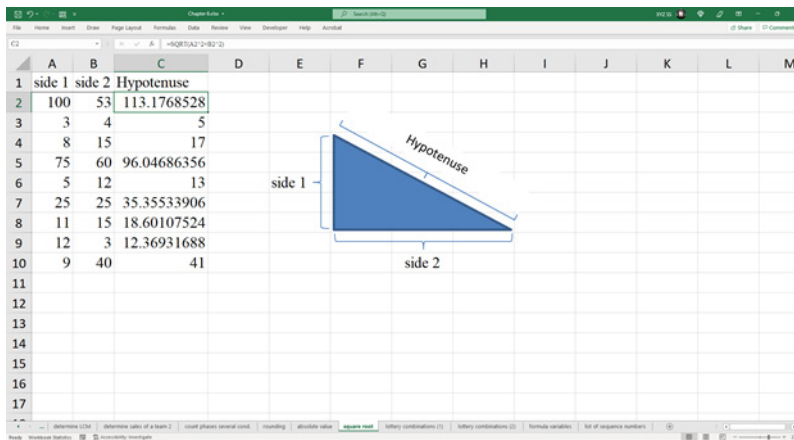 Chapter 6.xlsx
Search (Alt+Q)
File Home Insert Draw Page Layout Formulas Data Review View Developer Help Acrobat Share Comments
C2 =SQRT(A2^2+B2^2)
A B C D E F G H I J K L M
1 side 1 side 2 Hypotenuse
2 100 53 113.1768528
3 3 4 5
4 8 15 17
5 75 60 96.04686356
6 5 12 13
7 25 25 35.35533906
8 11 15 18.60107524
9 12 3 12.36931688
10 9 40 41
11
12
13
14
15
16
17
Hypotenuse
side 1
side 2
... determine LCM determine sales of a team 2 count phases several cond. rounding absolute value square root lottery combinations (1) lottery combinations (2) formula variables list of sequence numbers
Ready Workbook Statistics Accessibility: Investigate